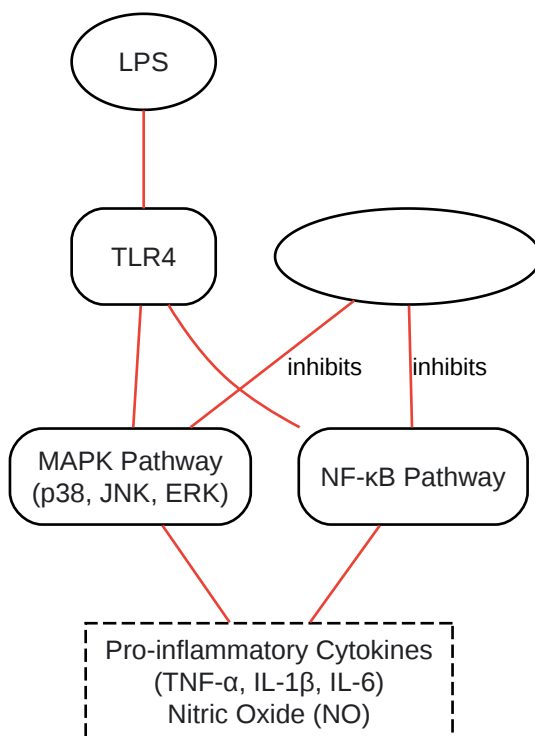 LPS
TLR4
inhibits
inhibits
MAPK Pathway
(p38, JNK, ERK)
NF-κB Pathway
Pro-inflammatory Cytokines
(TNF-α, IL-1β, IL-6)
Nitric Oxide (NO)